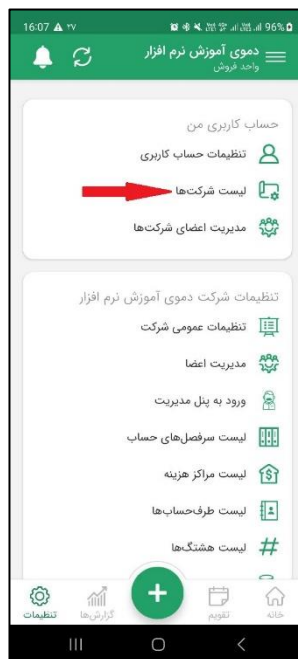 16:07 ۲۷ 96%
دموی آموزش نرم افزار
واحد فروش
حساب کاربری من
تنظیمات حساب کاربری
لیست شرکت‌ها
مدیریت اعضای شرکت‌ها
تنظیمات شرکت دموی آموزش نرم افزار
تنظیمات عمومی شرکت
مدیریت اعضا
ورود به پنل مدیریت
لیست سرفصل‌های حساب
لیست مراکز هزینه
لیست طرف‌حساب‌ها
لیست هشتگ‌ها
خانه
تقویم
گزارش‌ها
تنظیمات